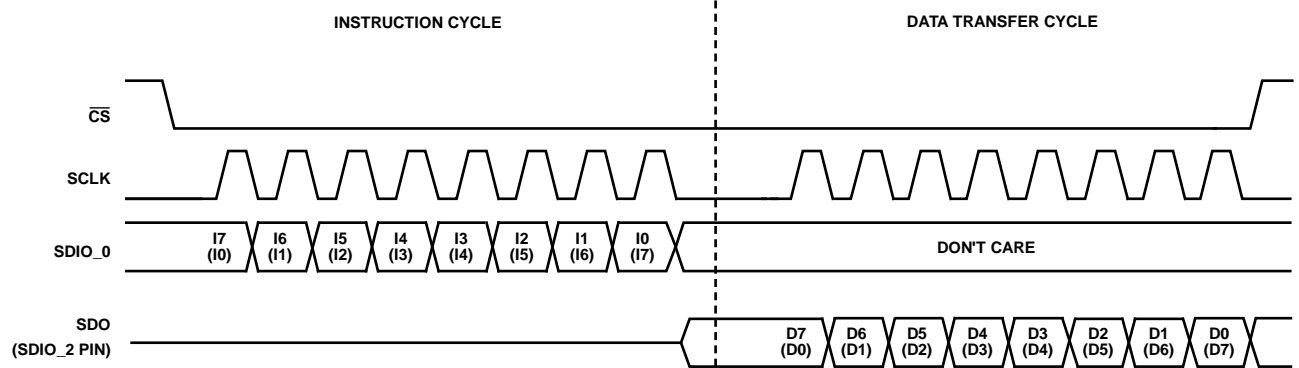 INSTRUCTION CYCLE DATA TRANSFER CYCLE
CS
SCLK
SDIO_0 I7 I6 I5 I4 I3 I2 I1 I0 DON'T CARE
(I0) (I1) (I2) (I3) (I4) (I5) (I6) (I7)
SDO D7 D6 D5 D4 D3 D2 D1 D0
(SDIO_2 PIN) (D0) (D1) (D2) (D3) (D4) (D5) (D6) (D7)